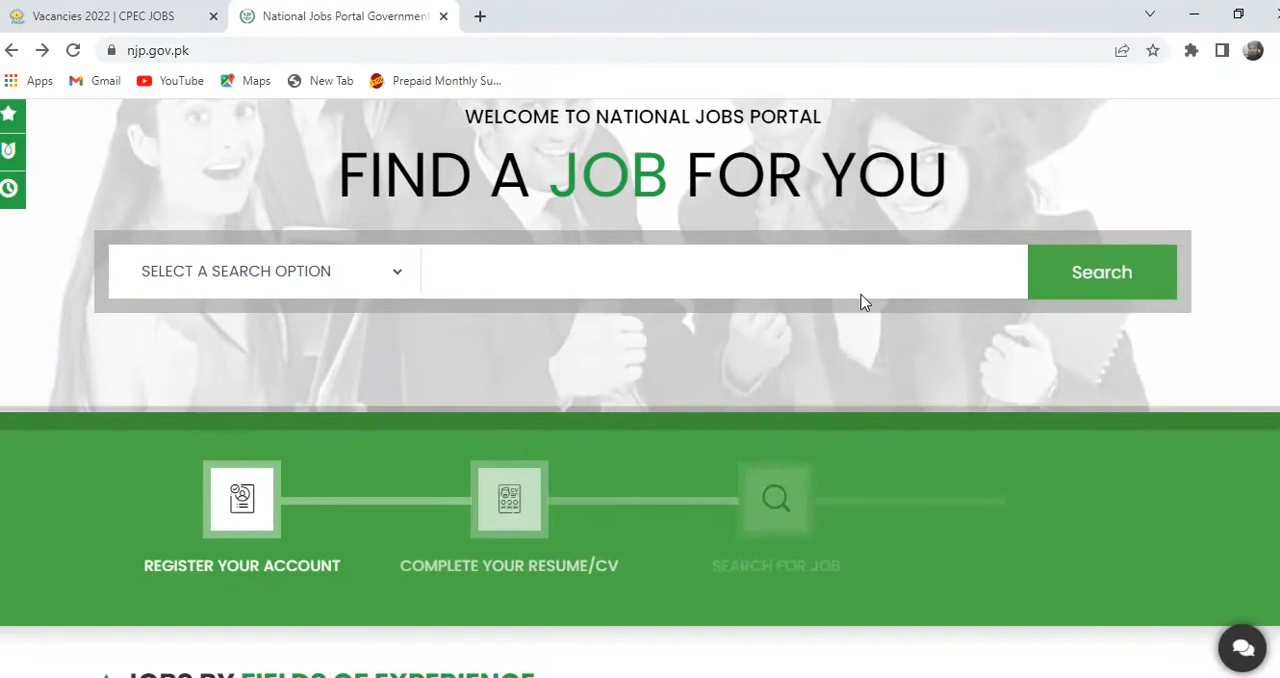 Vacancies 2022 | CPEC JOBS
National Jobs Portal Government
njp.gov.pk
Apps Gmail YouTube Maps New Tab Prepaid Monthly Su...
WELCOME TO NATIONAL JOBS PORTAL
FIND A JOB FOR YOU
SELECT A SEARCH OPTION
Search
REGISTER YOUR ACCOUNT
COMPLETE YOUR RESUME/CV
SEARCH FOR JOB
JOBS BY FIELDS OF EXPERIENCE